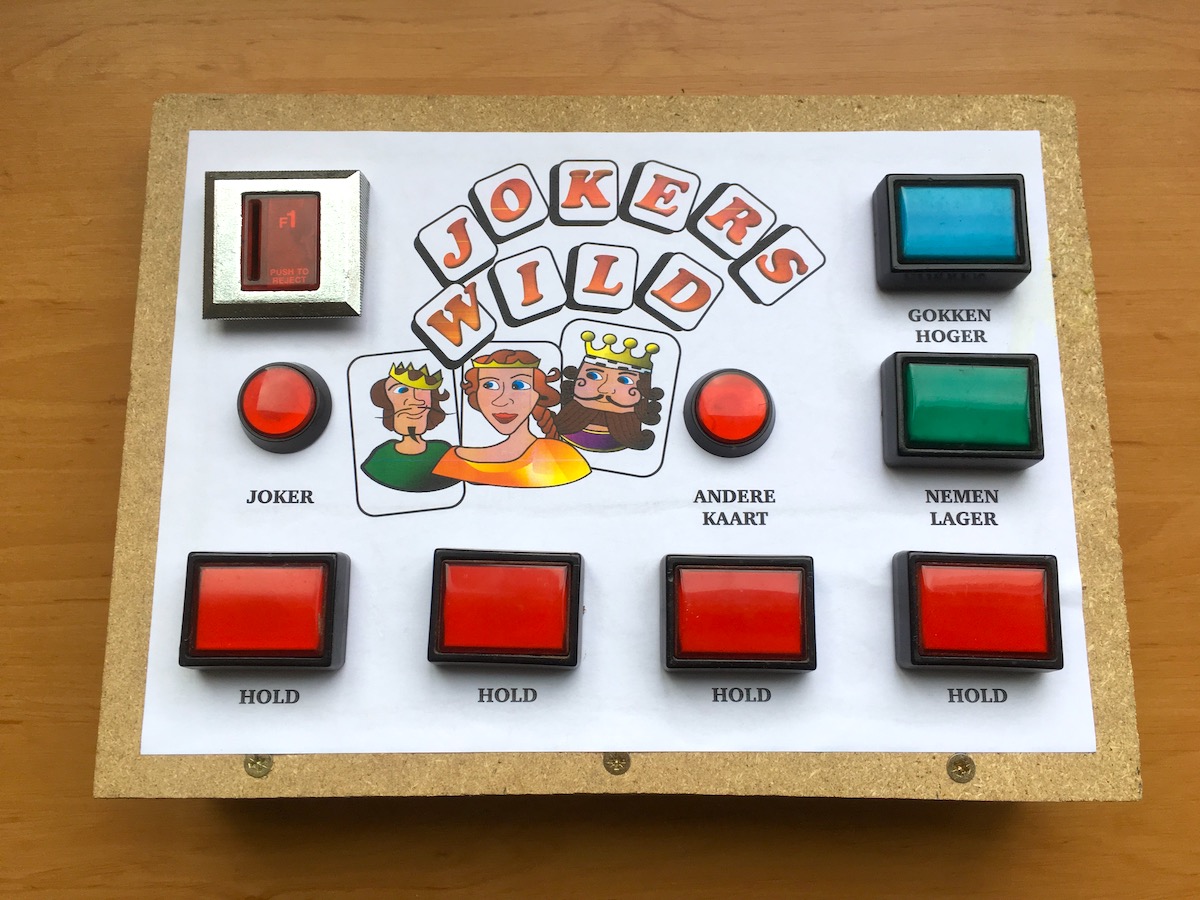 JOKERS
WILD
F1
PUSH TO
REJECT
GOKKEN
HOGER
JOKER
ANDERE
KAART
NEMEN
LAGER
HOLD
HOLD
HOLD
HOLD